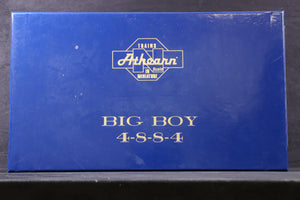 TRAINS
Athearn
IN
MINIATURE
BIG BOY
4-8-8-4